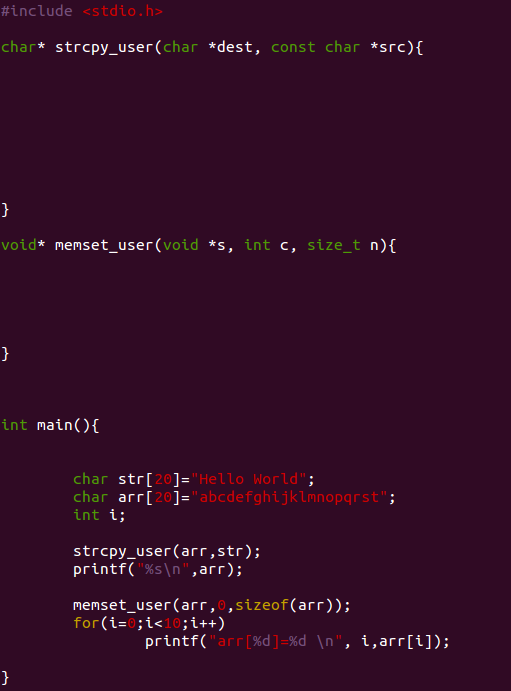 #include <stdio.h>
char* strcpy_user(char *dest, const char *src){
}
void* memset_user(void *s, int c, size_t n){
}
int main(){
char str[20]="Hello World";
char arr[20]="abcdefghijklmnopqrst";
int i;
strcpy_user(arr,str);
printf("%s\n",arr);
memset_user(arr,0,sizeof(arr));
for(i=0;i<10;i++)
printf("arr[%d]=%d \n", i,arr[i]);
}